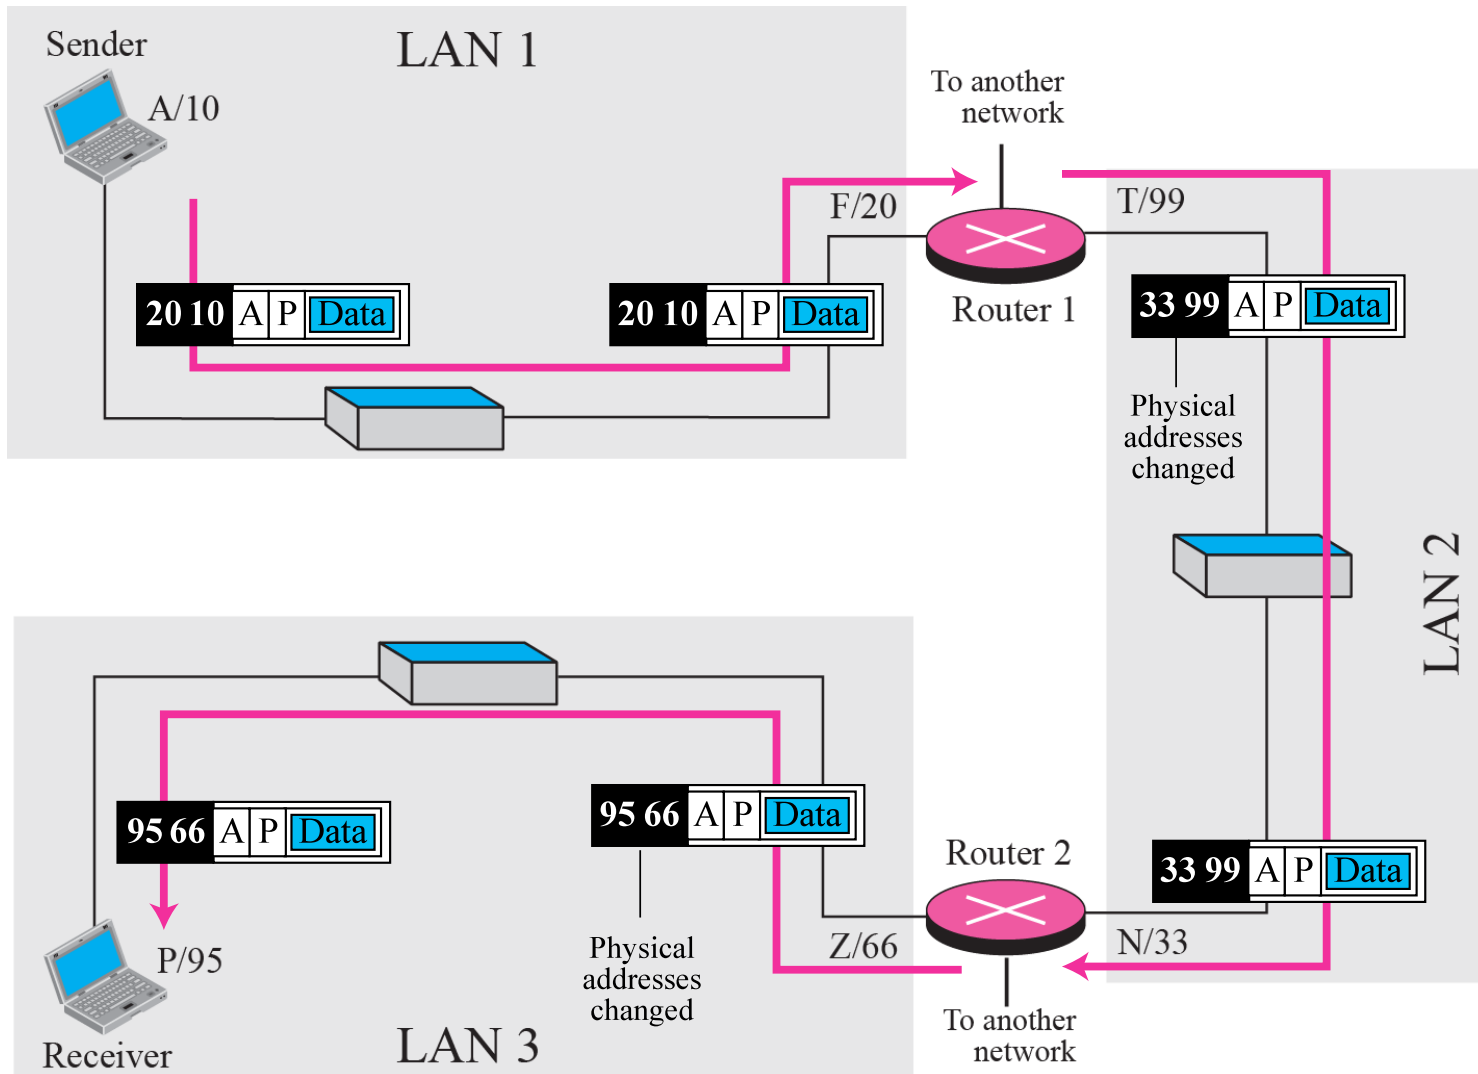 Sender
LAN 1
A/10
To another
network
F/20
T/99
20 10 A P Data
20 10 A P Data
Router 1
33 99 A P Data
Physical
addresses
changed
LAN 2
95 66 A P Data
95 66 A P Data
Router 2
33 99 A P Data
P/95
Physical
addresses
changed
Z/66
N/33
To another
network
Receiver
LAN 3